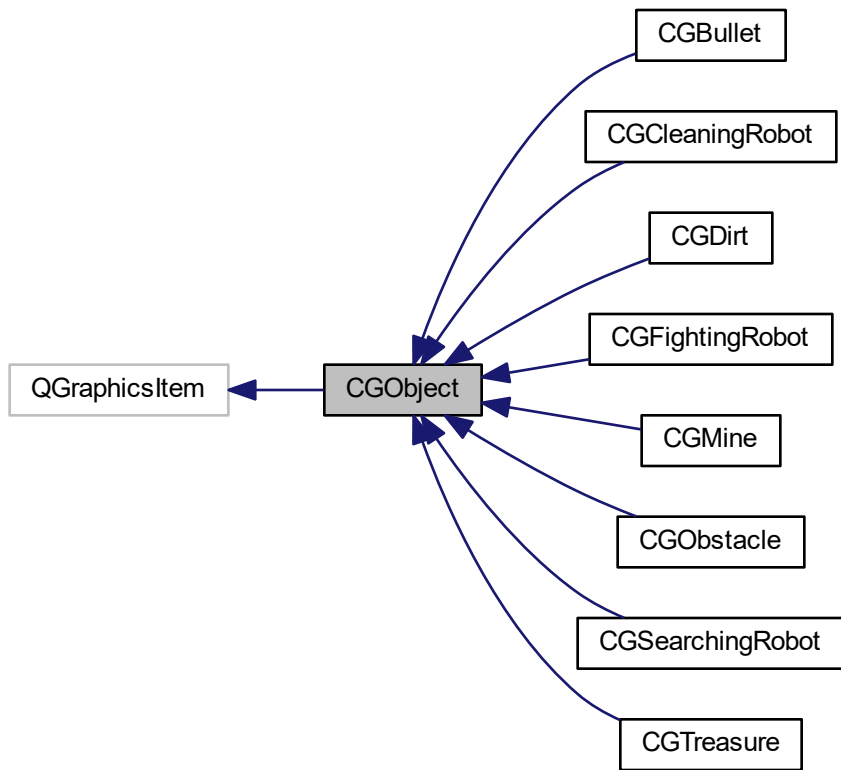 CGBullet
CGCleaningRobot
CGDirt
CGFightingRobot
QGraphicsItem
CGObject
CGMine
CGObstacle
CGSearchingRobot
CGTreasure